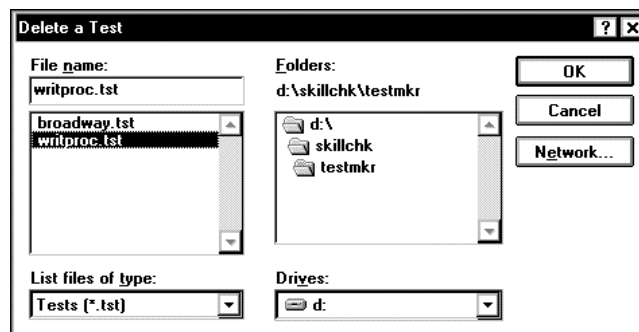 Delete a Test
File name:
writproc.tst
broadway.tst
writproc.tst
List files of type:
Tests (*.tst)
Folders:
d:\skillchk\testmkr
d:\
skillchk
testmkr
Drives:
d:
OK
Cancel
Network...